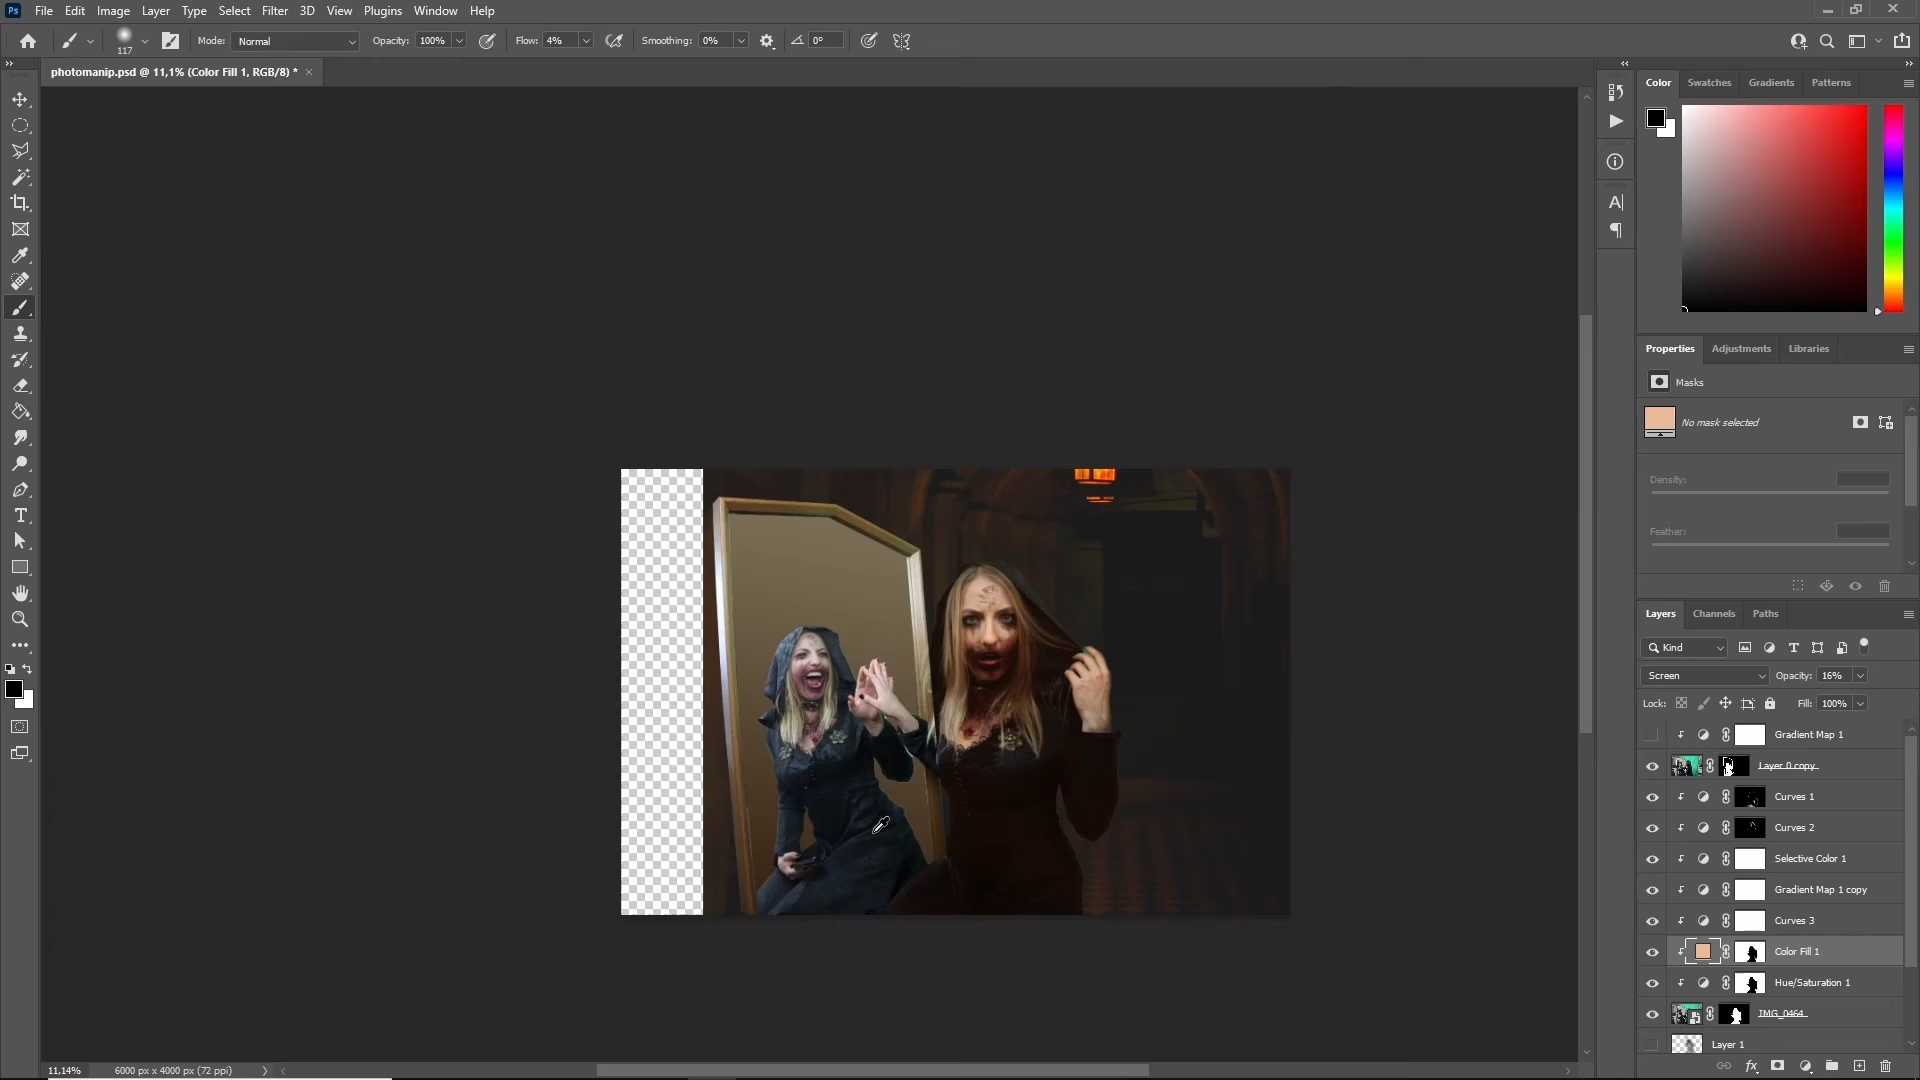 Ps File Edit Image Layer Type Select Filter 3D View Plugins Window Help
117 Mode: Normal Opacity: 100% Flow: 4% Smoothing: 0% 0°
photomanip.psd @ 11,1% (Color Fill 1, RGB/8) *
Color Swatches Gradients Patterns
Properties Adjustments Libraries
Masks
No mask selected
Density:
Feather:
Layers Channels Paths
Kind
Screen Opacity: 16%
Lock: Fill: 100%
Gradient Map 1
Layer 0 copy
Curves 1
Curves 2
Selective Color 1
Gradient Map 1 copy
Curves 3
Color Fill 1
Hue/Saturation 1
IMG_0464
Layer 1
11,14% 6000 px x 4000 px (72 ppi)